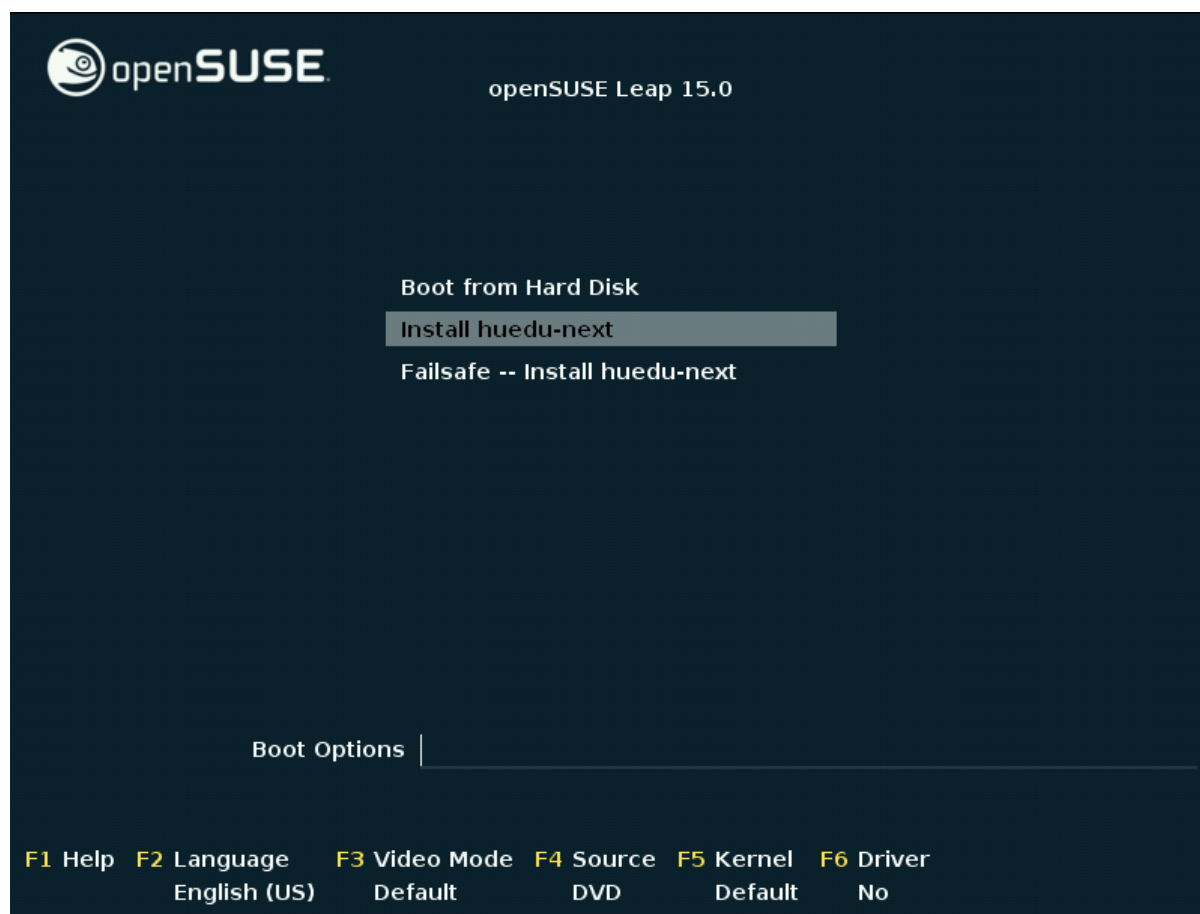 openSUSE.
openSUSE Leap 15.0
Boot from Hard Disk
Install huedu-next
Failsafe -- Install huedu-next
Boot Options
F1 Help F2 Language F3 Video Mode F4 Source F5 Kernel F6 Driver
English (US) Default DVD Default No